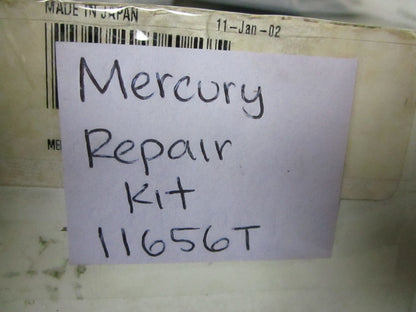 MADE IN JAPAN
11-Jan-02
Mercury
Repair
Kit
11656T